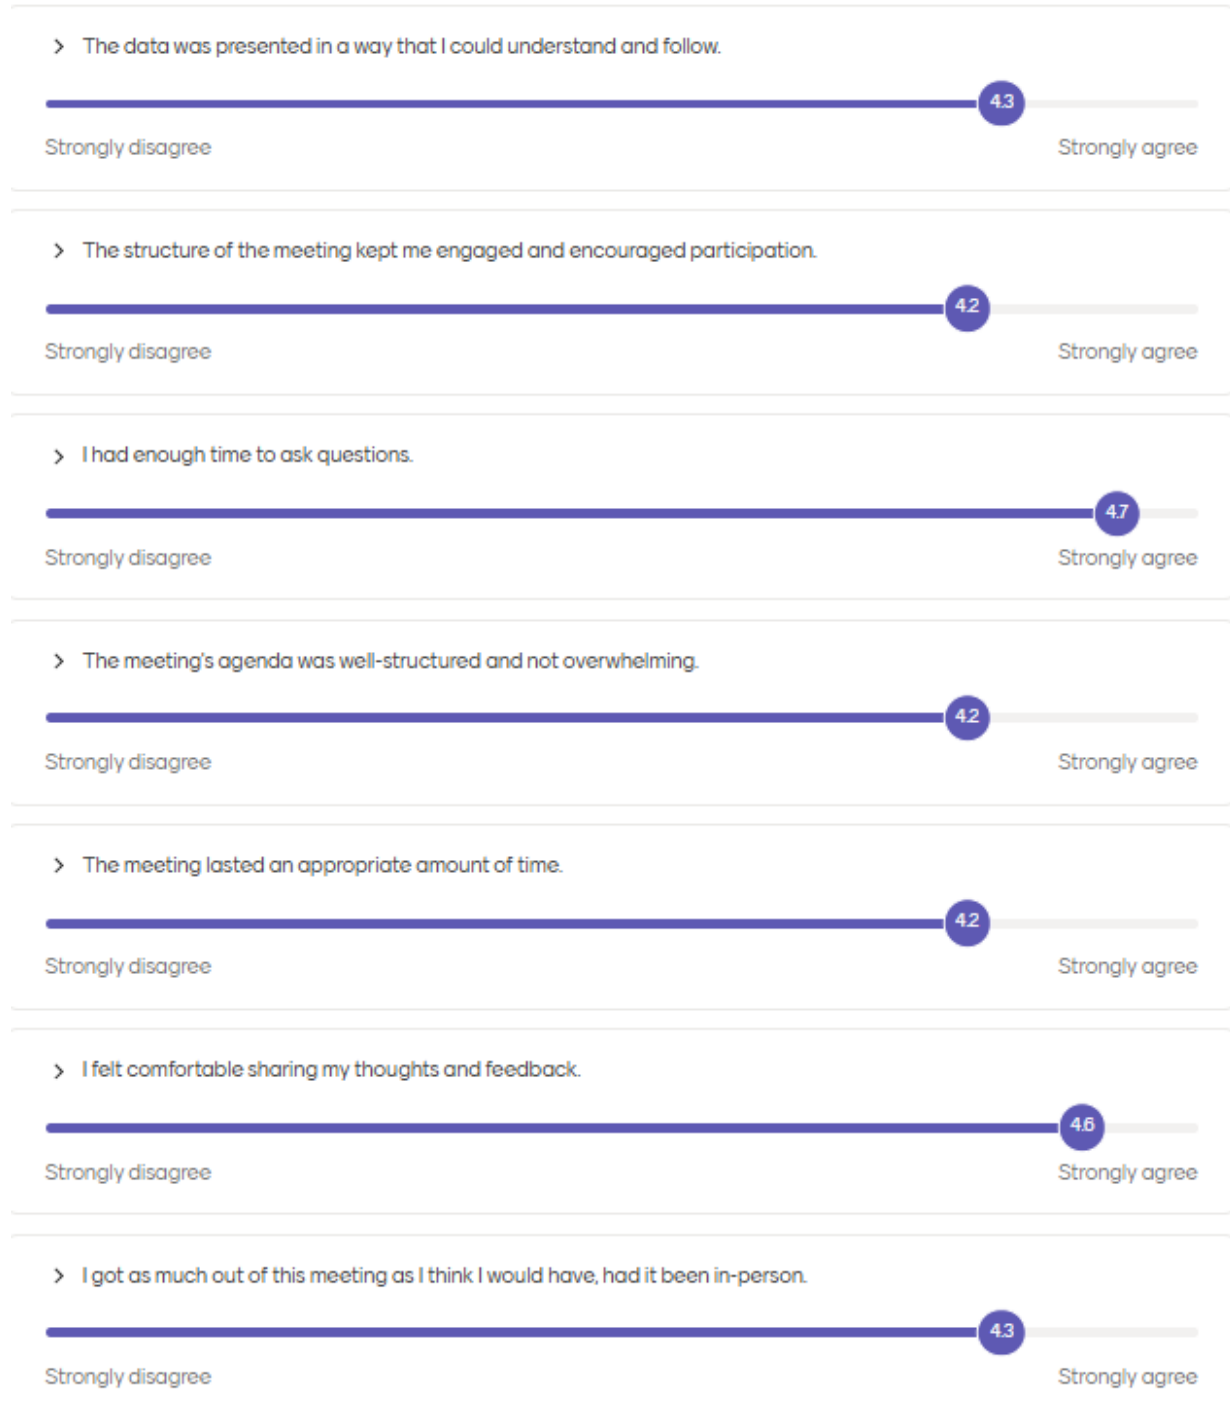 The data was presented in a way that I could understand and follow.
4.3
Strongly disagree Strongly agree
The structure of the meeting kept me engaged and encouraged participation.
4.2
Strongly disagree Strongly agree
I had enough time to ask questions.
4.7
Strongly disagree Strongly agree
The meeting's agenda was well-structured and not overwhelming.
4.2
Strongly disagree Strongly agree
The meeting lasted an appropriate amount of time.
4.2
Strongly disagree Strongly agree
I felt comfortable sharing my thoughts and feedback.
4.6
Strongly disagree Strongly agree
I got as much out of this meeting as I think I would have, had it been in-person.
4.3
Strongly disagree Strongly agree